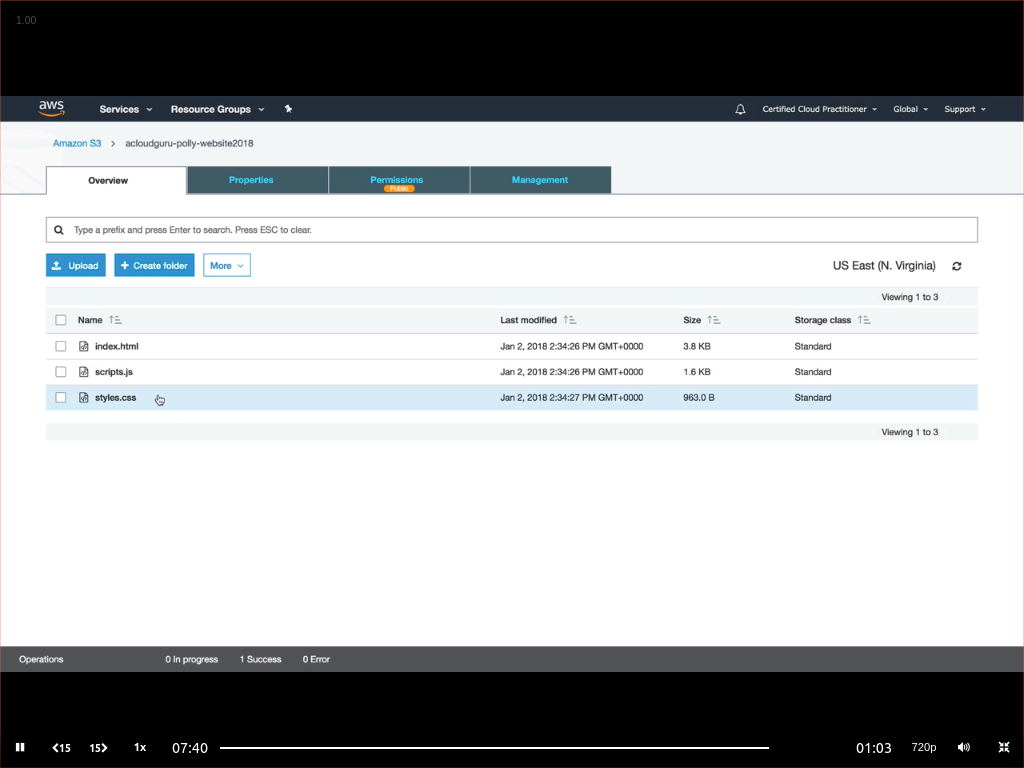 1.00
aws Services Resource Groups Certified Cloud Practitioner Global Support
Amazon S3 > acloudguru-polly-website2018
Overview Properties Permissions Management
Public
Type a prefix and press Enter to search. Press ESC to clear.
Upload + Create folder More US East (N. Virginia)
Viewing 1 to 3
Name Last modified Size Storage class
index.html Jan 2, 2018 2:34:26 PM GMT+0000 3.8 KB Standard
scripts.js Jan 2, 2018 2:34:26 PM GMT+0000 1.6 KB Standard
styles.css Jan 2, 2018 2:34:27 PM GMT+0000 963.0 B Standard
Viewing 1 to 3
Operations 0 In progress 1 Success 0 Error
15 15 1x 07:40 01:03 720p